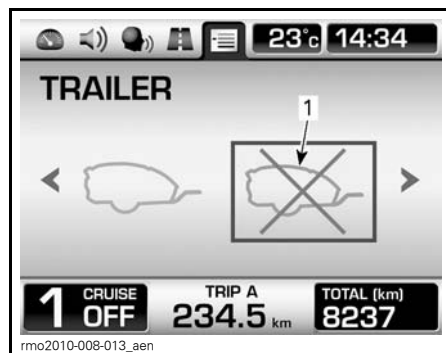 23°c 14:34
TRAILER
1
1 CRUISE OFF TRIP A 234.5 km TOTAL (km) 8237
rmo2010-008-013_aen